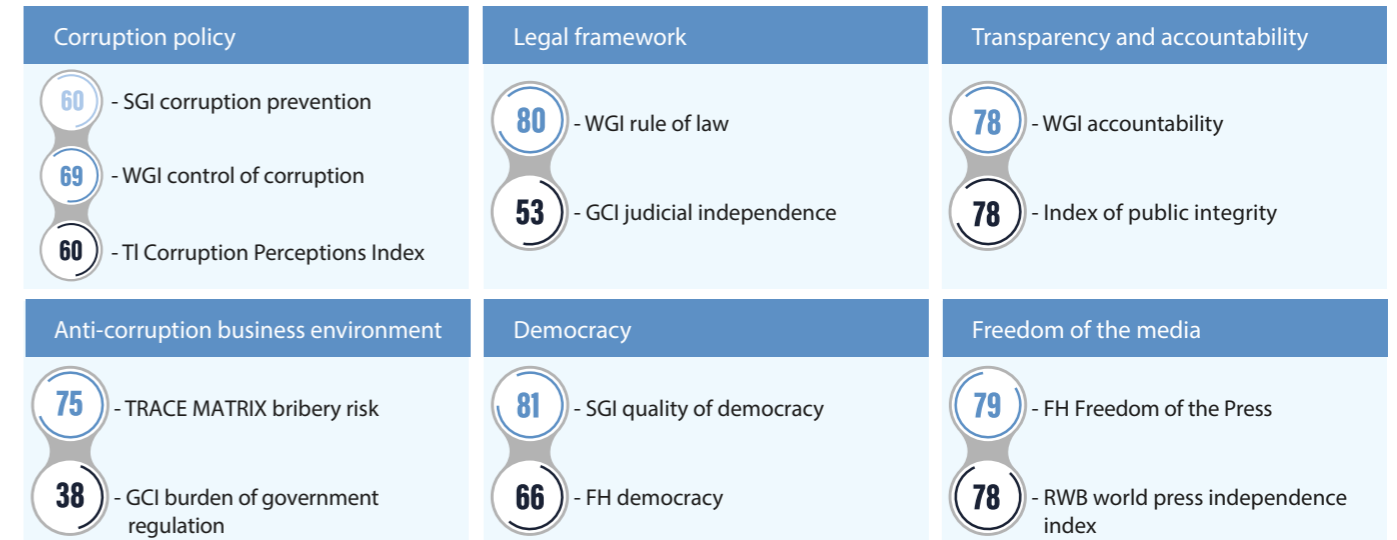 Corruption policy
60 - SGI corruption prevention
69 - WGI control of corruption
60 - TI Corruption Perceptions Index
Legal framework
80 - WGI rule of law
53 - GCI judicial independence
Transparency and accountability
78 - WGI accountability
78 - Index of public integrity
Anti-corruption business environment
75 - TRACE MATRIX bribery risk
38 - GCI burden of government
regulation
Democracy
81 - SGI quality of democracy
66 - FH democracy
Freedom of the media
79 - FH Freedom of the Press
78 - RWB world press independence
index